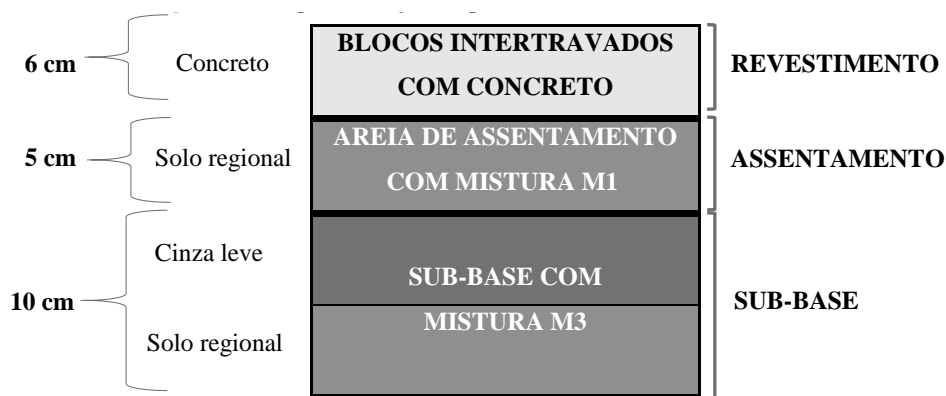 6 cm
Concreto
BLOCOS INTERTRAVADOS
COM CONCRETO
REVESTIMENTO
5 cm
Solo regional
AREIA DE ASSENTAMENTO
COM MISTURA M1
ASSENTAMENTO
10 cm
Cinza leve
Solo regional
SUB-BASE COM
MISTURA M3
SUB-BASE